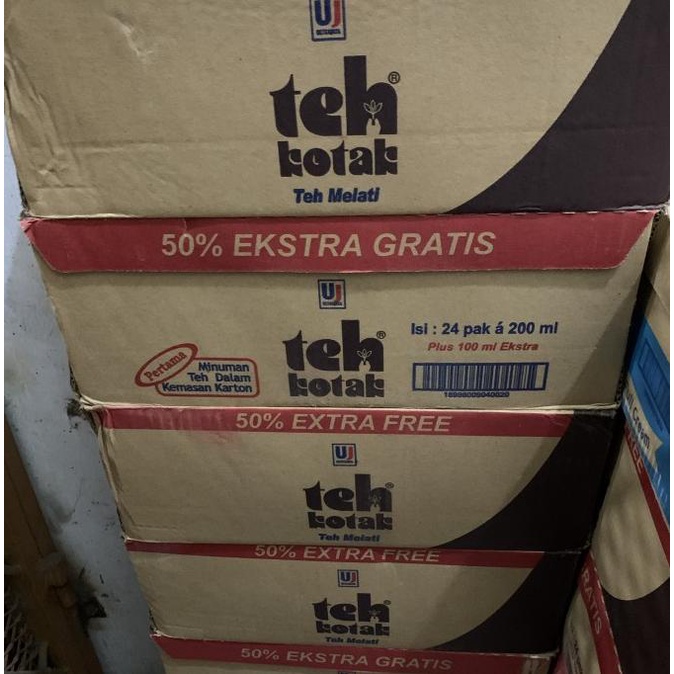 UJ
ULTRAJAYA
teh®
kotak
Teh Melati
50% EKSTRA GRATIS
UJ
teh®
kotak
Isi : 24 pak á 200 ml
Plus 100 ml Ekstra
Pertama
Minuman
Teh Dalam
Kemasan Karton
50% EXTRA FREE
UJ
teh®
kotak
Teh Melati
50% EXTRA FREE
UJ
teh®
kotak
Teh Melati
50% EKSTRA GRATIS
Cream